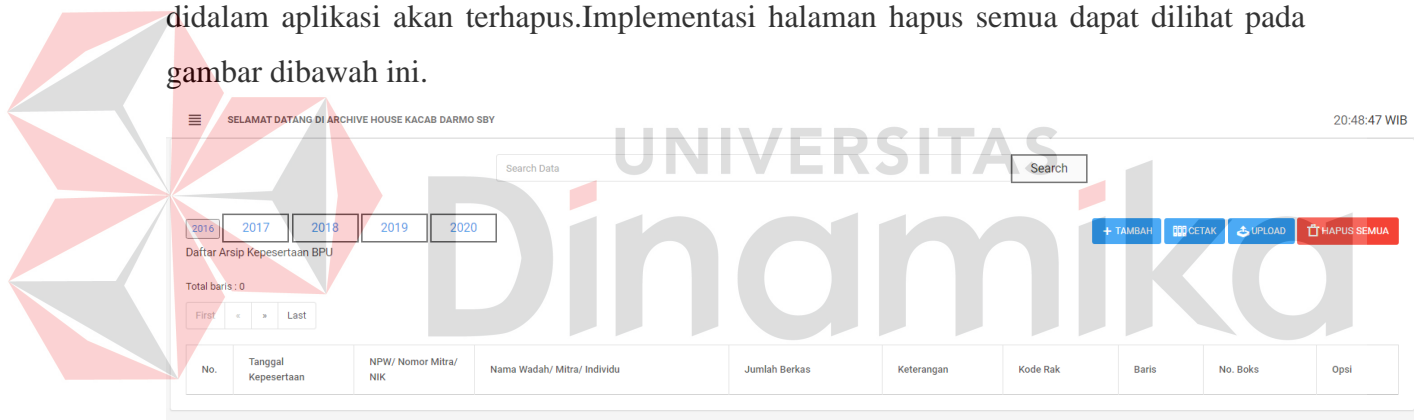 didalam aplikasi akan terhapus.Implementasi halaman hapus semua dapat dilihat pada
gambar dibawah ini.
SELAMAT DATANG DI ARCHIVE HOUSE KACAB DARMO SBY
20:48:47 WIB
UNIVERSITAS
Dinamika
Search Data
Search
2016 2017 2018 2019 2020
+ TAMBAH CETAK UPLOAD HAPUS SEMUA
Daftar Arsip Kepesertaan BPU
Total baris : 0
First « » Last
No. Tanggal Kepesertaan NPW/ Nomor Mitra/ NIK Nama Wadah/ Mitra/ Individu Jumlah Berkas Keterangan Kode Rak Baris No. Boks Opsi